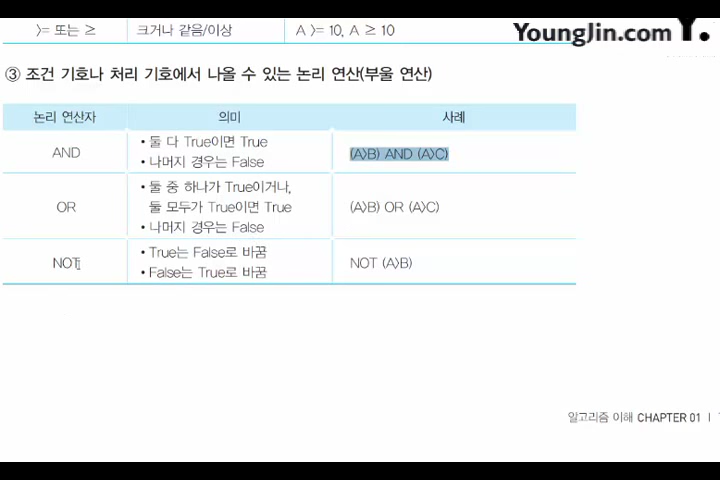 >= 또는 ≥ 크거나 같음/이상 A >= 10, A ≥ 10
YoungJin.com Y.
③ 조건 기호나 처리 기호에서 나올 수 있는 논리 연산(부울 연산)
논리 연산자 의미 사례
AND
• 둘 다 True이면 True
• 나머지 경우는 False
(A>B) AND (A>C)
OR
• 둘 중 하나가 True이거나,
둘 모두가 True이면 True
• 나머지 경우는 False
(A>B) OR (A>C)
NOT
• True는 False로 바꿈
• False는 True로 바꿈
NOT (A>B)
알고리즘 이해 CHAPTER 01 I